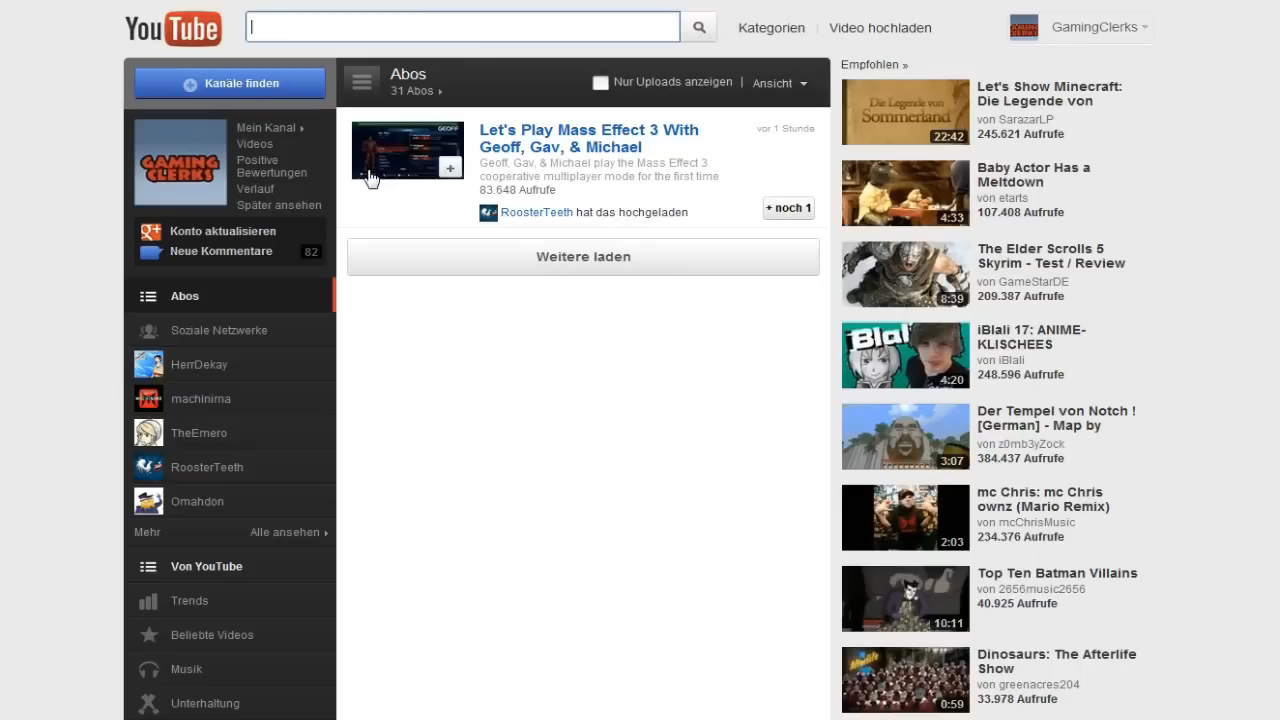 YouTube
Kategorien
Video hochladen
GamingClerks
Kanäle finden
GAMING
CLERKS
Mein Kanal
Videos
Positive
Bewertungen
Verlauf
Später ansehen
Konto aktualisieren
Neue Kommentare 82
Abos
Soziale Netzwerke
HerrDekay
machinima
TheEmero
RoosterTeeth
Omahdon
Mehr
Alle ansehen
Von YouTube
Trends
Beliebte Videos
Musik
Unterhaltung
Abos
31 Abos
Nur Uploads anzeigen
Ansicht
GEOFF
Let's Play Mass Effect 3 With
Geoff, Gav, & Michael
vor 1 Stunde
Geoff, Gav, & Michael play the Mass Effect 3
cooperative multiplayer mode for the first time
83.648 Aufrufe
RoosterTeeth hat das hochgeladen
+ noch 1
Weitere laden
Empfohlen »
Die Legende von
Sommerland
22:42
Let's Show Minecraft:
Die Legende von
von SarazarLP
245.621 Aufrufe
4:33
Baby Actor Has a
Meltdown
von etarts
107.408 Aufrufe
8:39
The Elder Scrolls 5
Skyrim - Test / Review
von GameStarDE
209.387 Aufrufe
Blali
4:20
iBlali 17: ANIME-
KLISCHEES
von iBlali
248.596 Aufrufe
3:07
Der Tempel von Notch !
[German] - Map by
von z0mb3yZock
384.437 Aufrufe
2:03
mc Chris: mc Chris
ownz (Mario Remix)
von mcChrisMusic
234.376 Aufrufe
10:11
Top Ten Batman Villains
von 2656music2656
40.925 Aufrufe
0:59
Dinosaurs: The Afterlife
Show
von greenacres204
33.978 Aufrufe